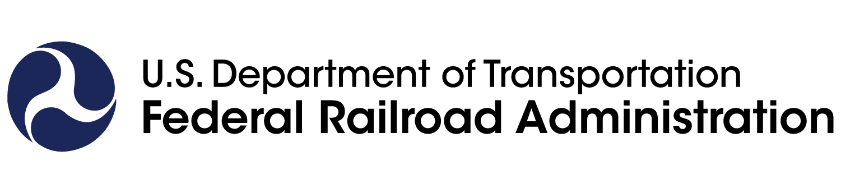 U.S. Department of Transportation
Federal Railroad Administration